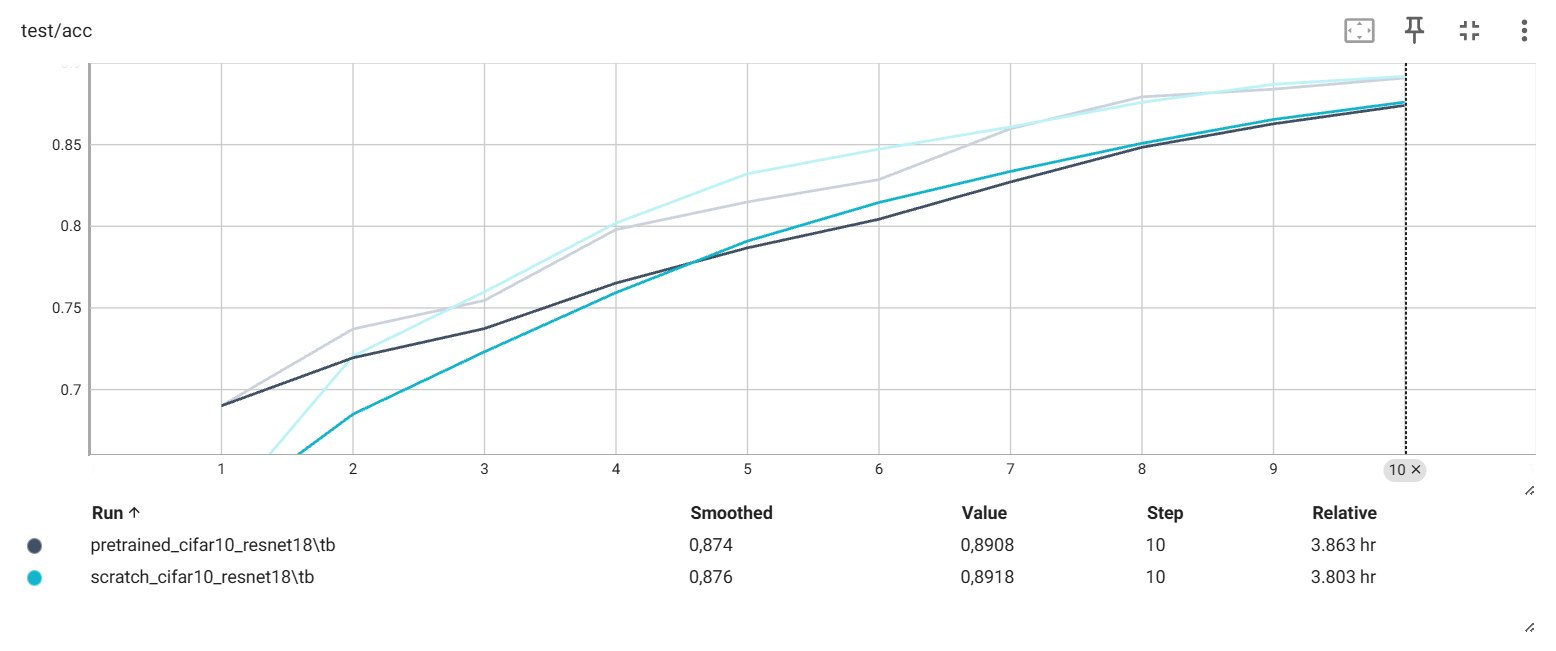 test/acc
0.85
0.8
0.75
0.7
1 2 3 4 5 6 7 8 9 10 ×
Run ↑ Smoothed Value Step Relative
pretrained_cifar10_resnet18\tb 0,874 0,8908 10 3.863 hr
scratch_cifar10_resnet18\tb 0,876 0,8918 10 3.803 hr